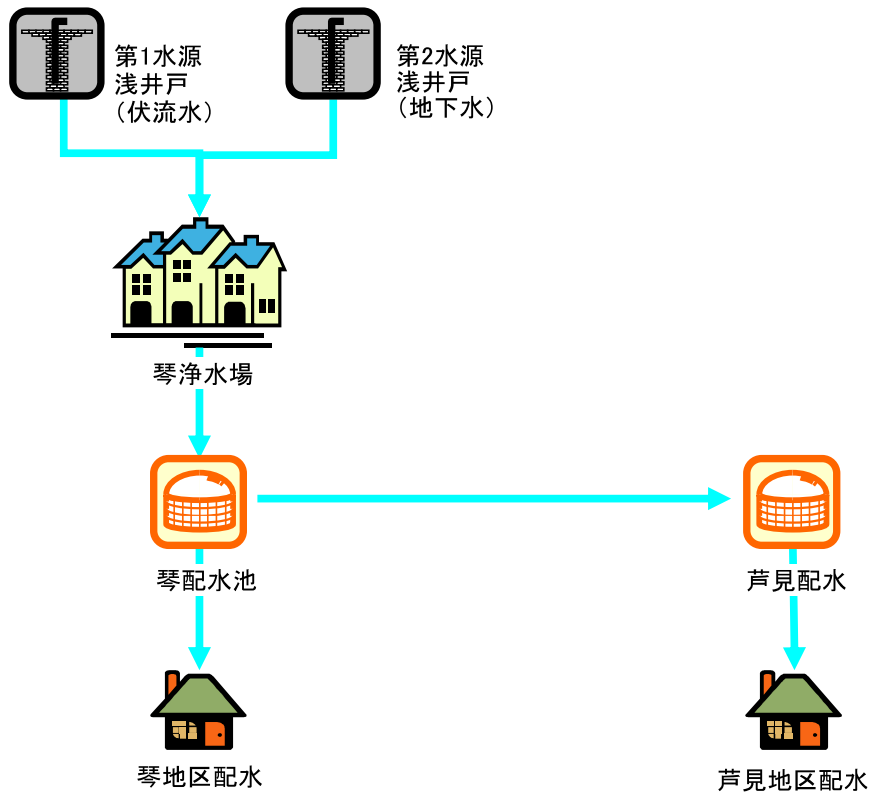 第1水源
浅井戸
（伏流水）
第2水源
浅井戸
（地下水）
琴浄水場
琴配水池
芦見配水
琴地区配水
芦見地区配水